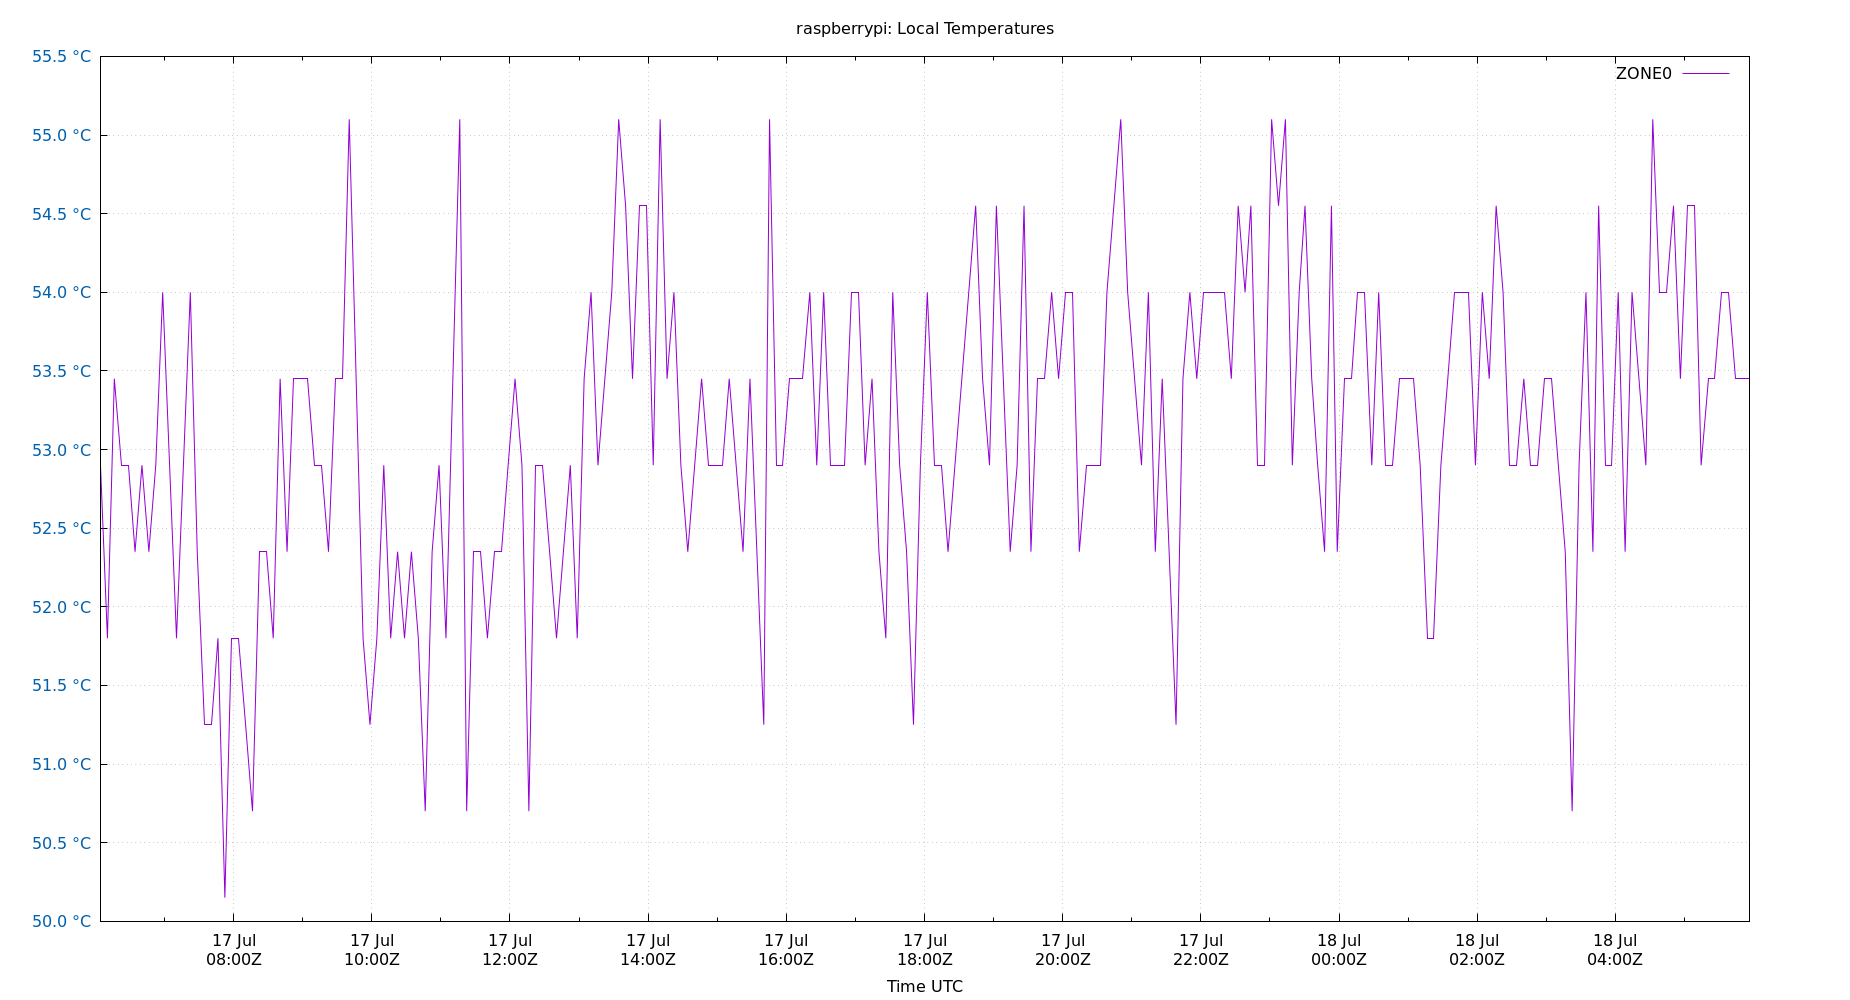 raspberrypi: Local Temperatures
55.5 °C
55.0 °C
54.5 °C
54.0 °C
53.5 °C
53.0 °C
52.5 °C
52.0 °C
51.5 °C
51.0 °C
50.5 °C
50.0 °C
ZONE0
17 Jul
08:00Z
17 Jul
10:00Z
17 Jul
12:00Z
17 Jul
14:00Z
17 Jul
16:00Z
17 Jul
18:00Z
17 Jul
20:00Z
17 Jul
22:00Z
18 Jul
00:00Z
18 Jul
02:00Z
18 Jul
04:00Z
Time UTC